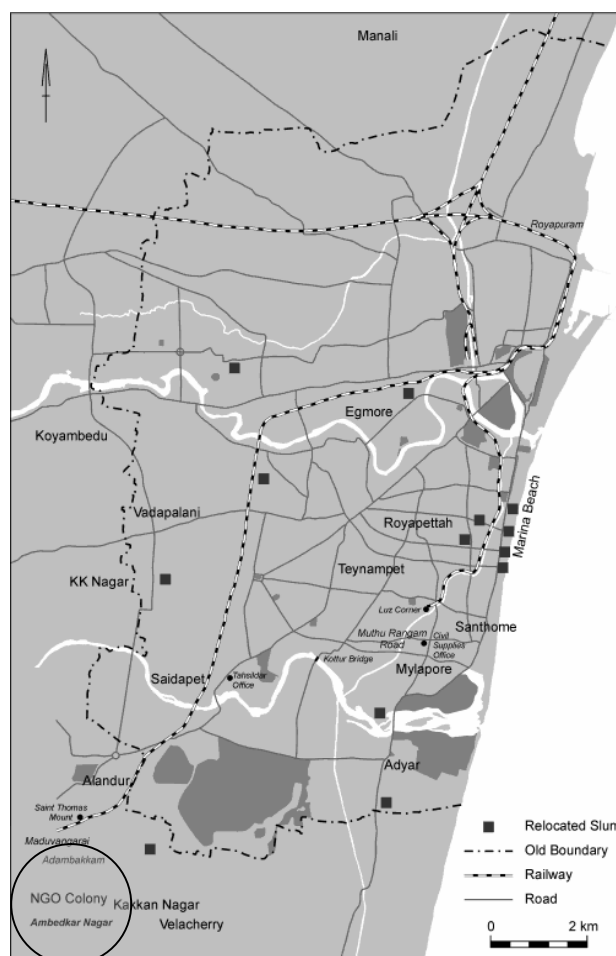 Manali
Royapuram
Egmore
Koyambedu
Vadapalani
Royapettah
Marina Beach
KK Nagar
Teynampet
Luz Corner
Santhome
Muthu Rangam
Road
Civil
Supplies
Office
Kottur Bridge
Mylapore
Saidapet
Tahsildar
Office
Adyar
Alandur
Saint Thomas
Mount
Maduvangarai
Adambakkam
NGO Colony
Kakkan Nagar
Ambedkar Nagar
Velacherry
Relocated Slum
Old Boundary
Railway
Road
0 2 km